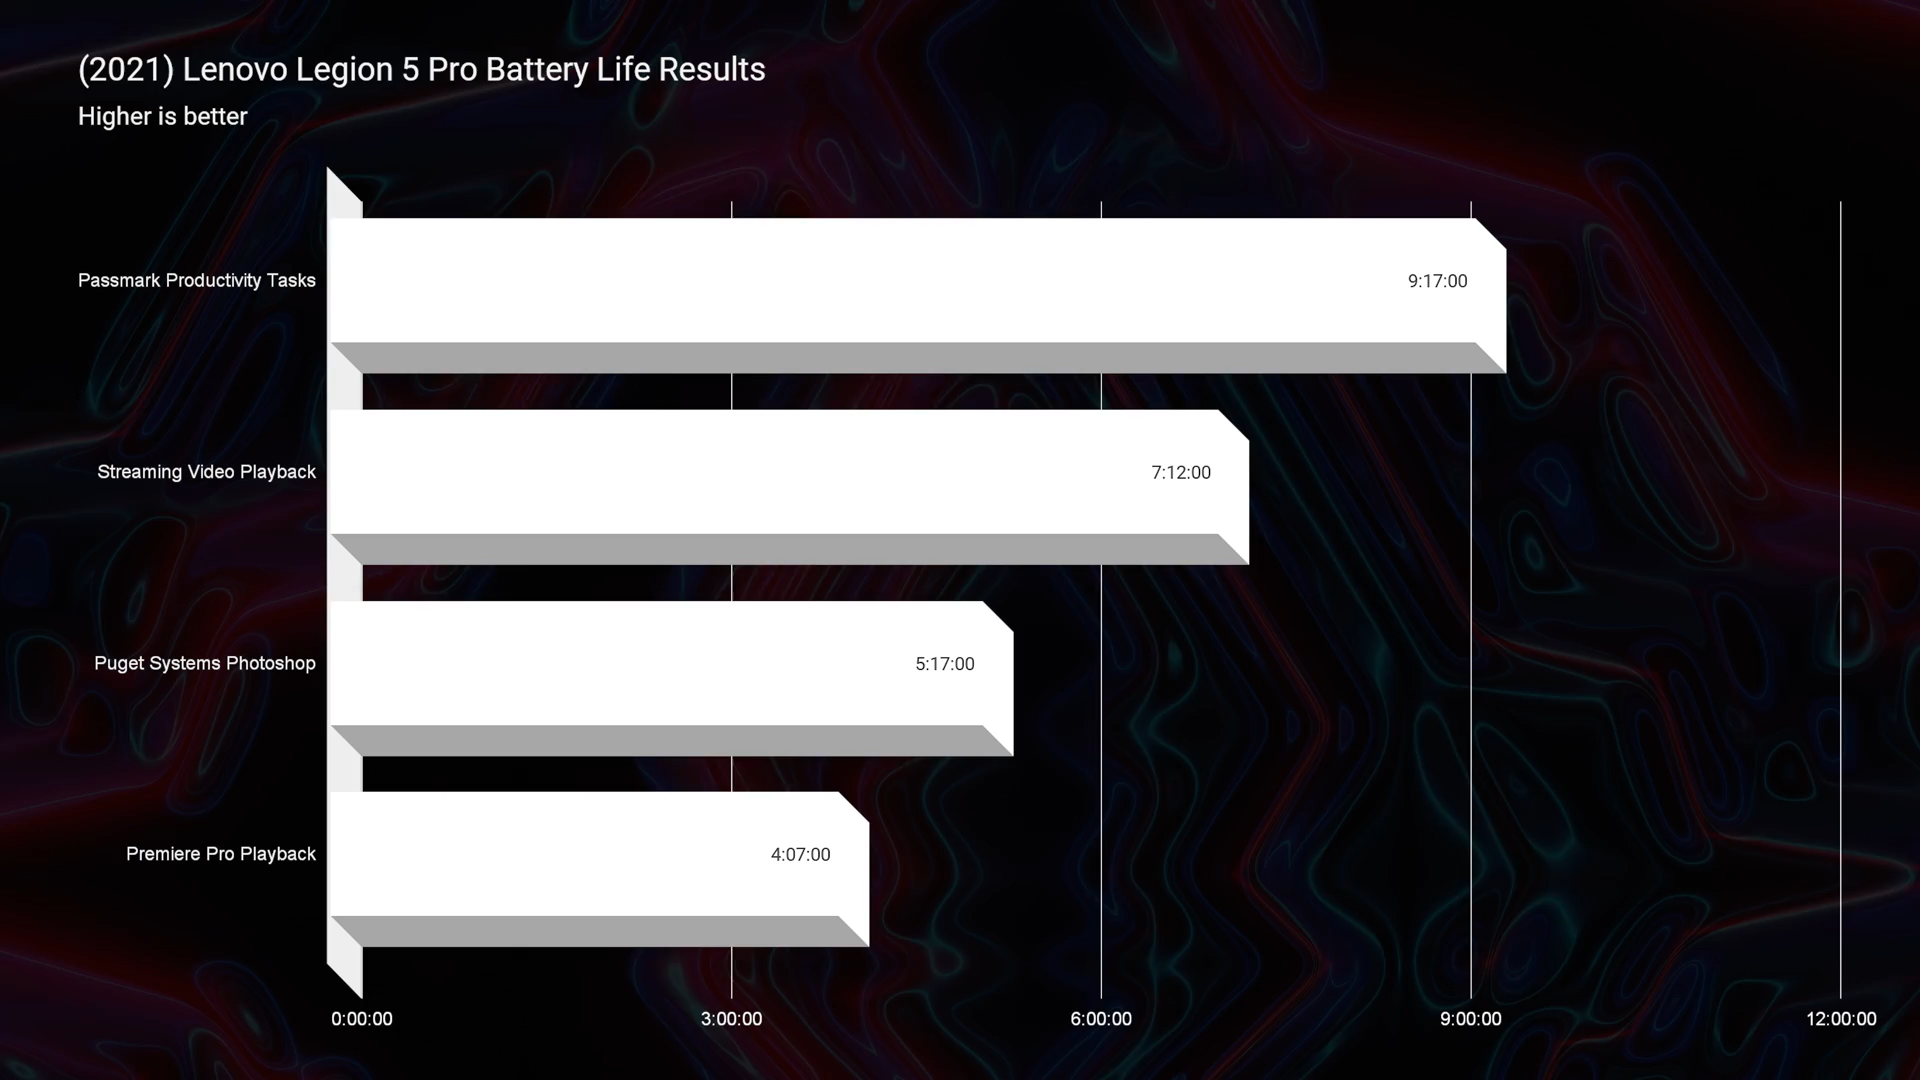 (2021) Lenovo Legion 5 Pro Battery Life Results
Higher is better
Passmark Productivity Tasks
9:17:00
Streaming Video Playback
7:12:00
Puget Systems Photoshop
5:17:00
Premiere Pro Playback
4:07:00
0:00:00
3:00:00
6:00:00
9:00:00
12:00:00